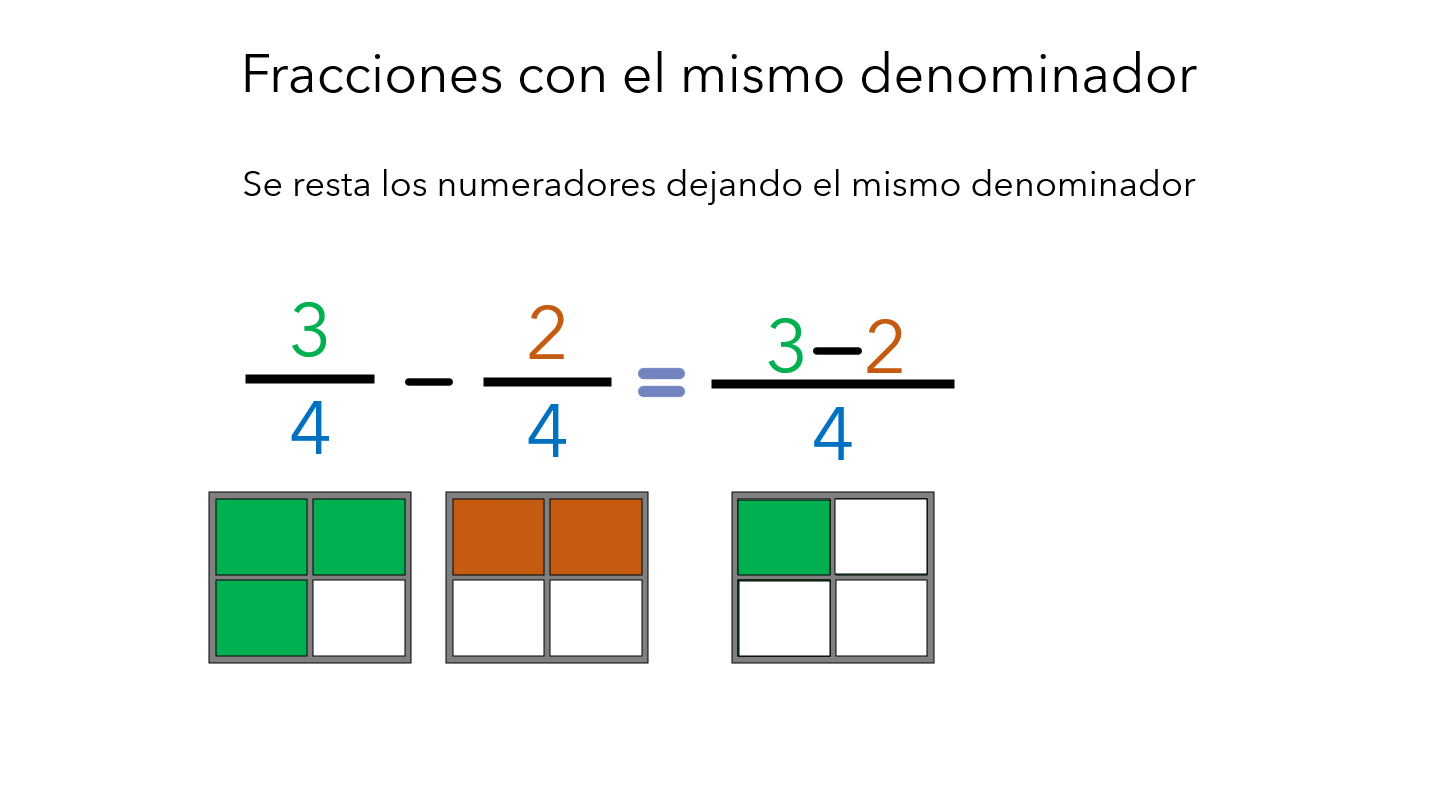 Fracciones con el mismo denominador
Se resta los numeradores dejando el mismo denominador
3 2 3−2
− =
4 4 4